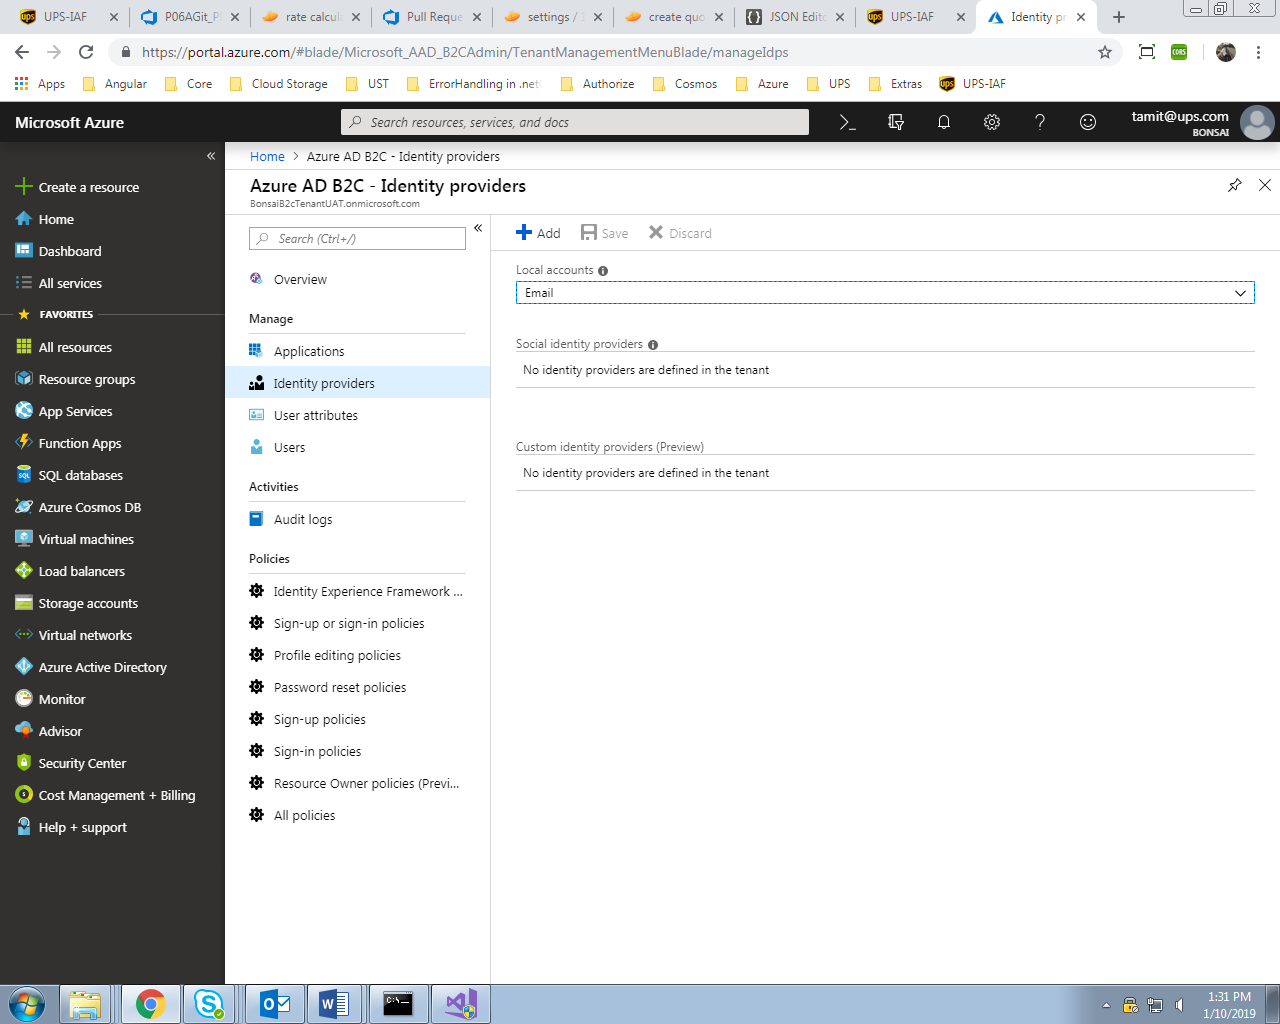 UPS-IAF
P06AGit_P
rate calcul
Pull Reque
settings /
create quo
JSON Edit
UPS-IAF
Identity pr
https://portal.azure.com/#blade/Microsoft_AAD_B2CAdmin/TenantManagementMenuBlade/manageIdps
CORS
Apps
Angular
Core
Cloud Storage
UST
ErrorHandling in .net
Authorize
Cosmos
Azure
UPS
Extras
UPS-IAF
Microsoft Azure
Search resources, services, and docs
tamit@ups.com
BONSAI
Create a resource
Home
Dashboard
All services
FAVORITES
All resources
Resource groups
App Services
Function Apps
SQL databases
Azure Cosmos DB
Virtual machines
Load balancers
Storage accounts
Virtual networks
Azure Active Directory
Monitor
Advisor
Security Center
Cost Management + Billing
Help + support
Home > Azure AD B2C - Identity providers
Azure AD B2C - Identity providers
BonsaiB2cTenantUAT.onmicrosoft.com
Search (Ctrl+/)
Overview
Manage
Applications
Identity providers
User attributes
Users
Activities
Audit logs
Policies
Identity Experience Framework ...
Sign-up or sign-in policies
Profile editing policies
Password reset policies
Sign-up policies
Sign-in policies
Resource Owner policies (Previ...
All policies
Add
Save
Discard
Local accounts
Email
Social identity providers
No identity providers are defined in the tenant
Custom identity providers (Preview)
No identity providers are defined in the tenant
1:31 PM
1/10/2019